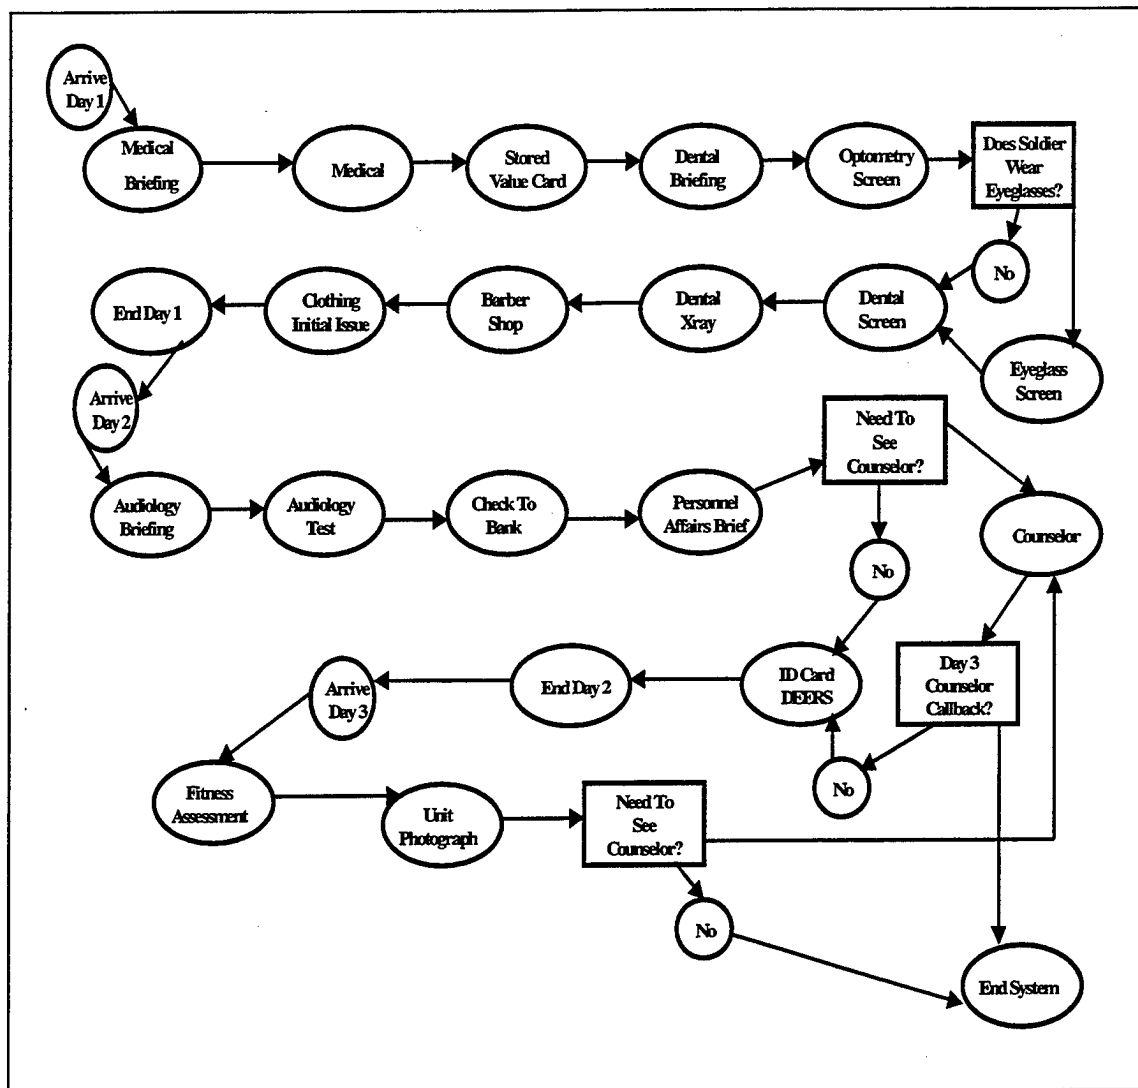 Arrive
Day 1
Medical
Briefing
Medical
Stored
Value Card
Dental
Briefing
Optometry
Screen
Does Soldier
Wear
Eyeglasses?
No
End Day 1
Clothing
Initial Issue
Barber
Shop
Dental
Xray
Dental
Screen
Eyeglass
Screen
Arrive
Day 2
Need To
See
Counselor?
Audiology
Briefing
Audiology
Test
Check To
Bank
Personnel
Affairs Brief
Counselor
No
Arrive
Day 3
End Day 2
ID Card
DEERS
Day 3
Counselor
Callback?
No
Fitness
Assessment
Unit
Photograph
Need To
See
Counselor?
No
End System